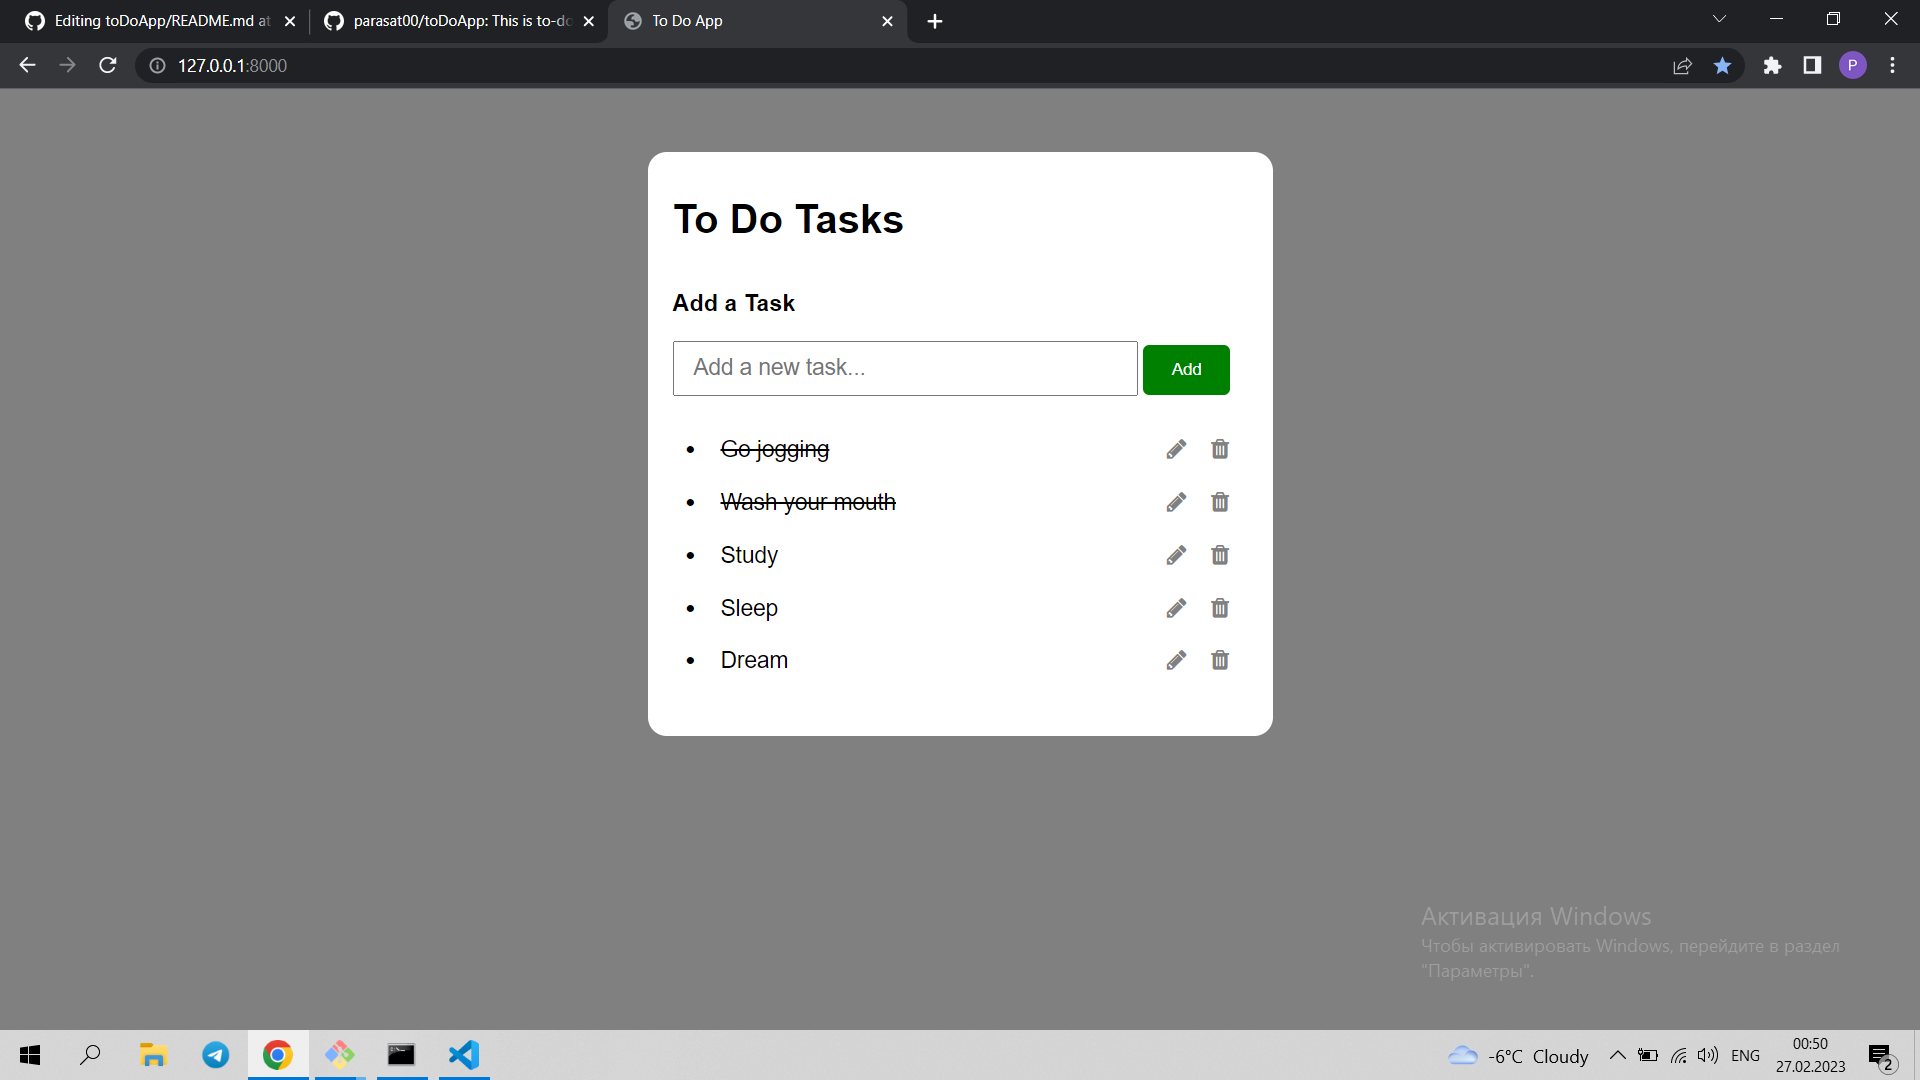 Editing toDoApp/README.md at
parasat00/toDoApp: This is to-do
To Do App
127.0.0.1:8000
P
To Do Tasks
Add a Task
Add a new task...
Add
Go jogging
Wash your mouth
Study
Sleep
Dream
Активация Windows
Чтобы активировать Windows, перейдите в раздел
"Параметры".
-6°C Cloudy
ENG
00:50
27.02.2023
2